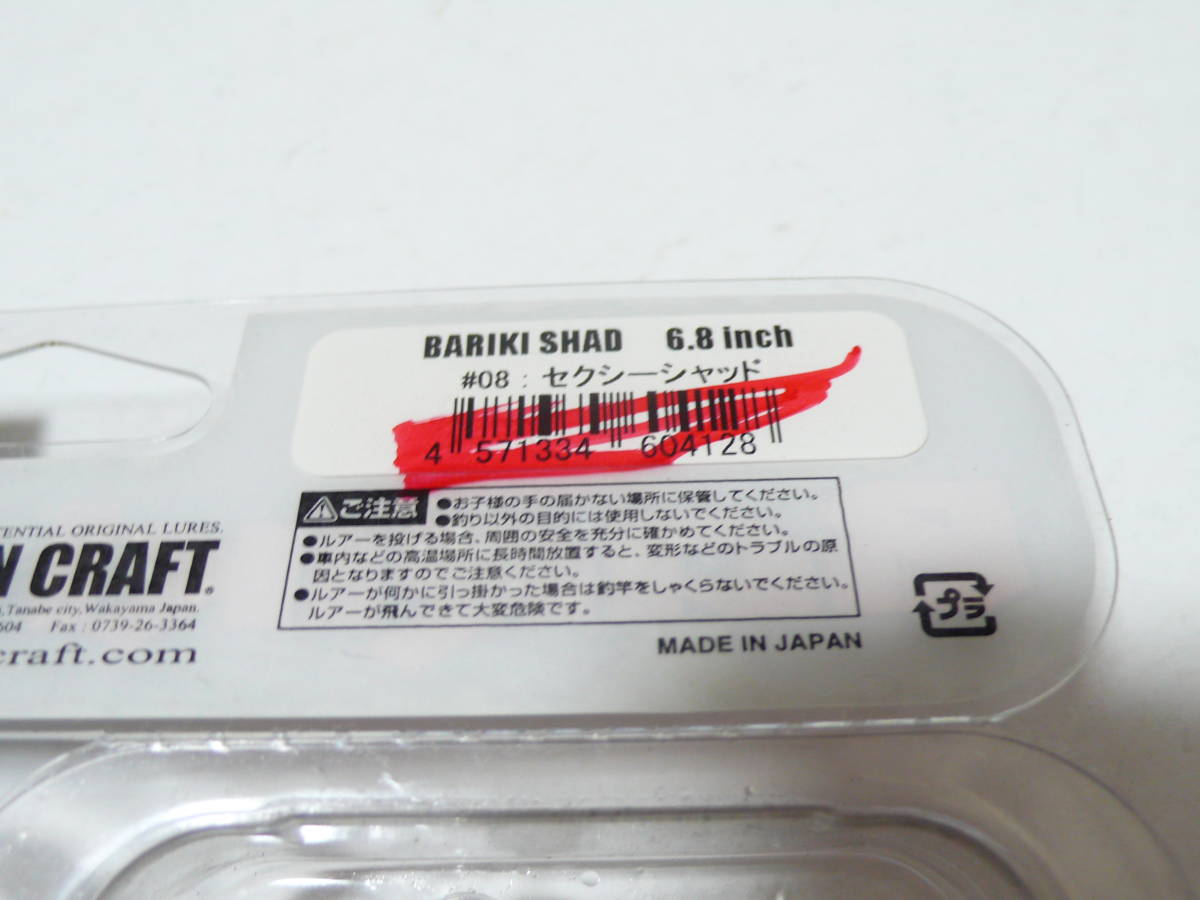 BARIKI SHAD 6.8 inch
#08 : セクシーシャッド
4 571334 604128
ご注意
●お子様の手の届かない場所に保管してください。
●釣り以外の目的には使用しないでください。
●ルアーを投げる場合、周囲の安全を充分に確かめてください。
●車内などの高温場所に長時間放置すると、変形などのトラブルの原
因となりますのでご注意ください。
●ルアーが何かに引っ掛かった場合は釣竿をしゃくらないでください。
ルアーが飛んできて大変危険です。
プラ
MADE IN JAPAN
TENTIAL ORIGINAL LURES.
N CRAFT®
, Tanabe city, Wakayama Japan.
604 Fax : 0739-26-3364
craft.com